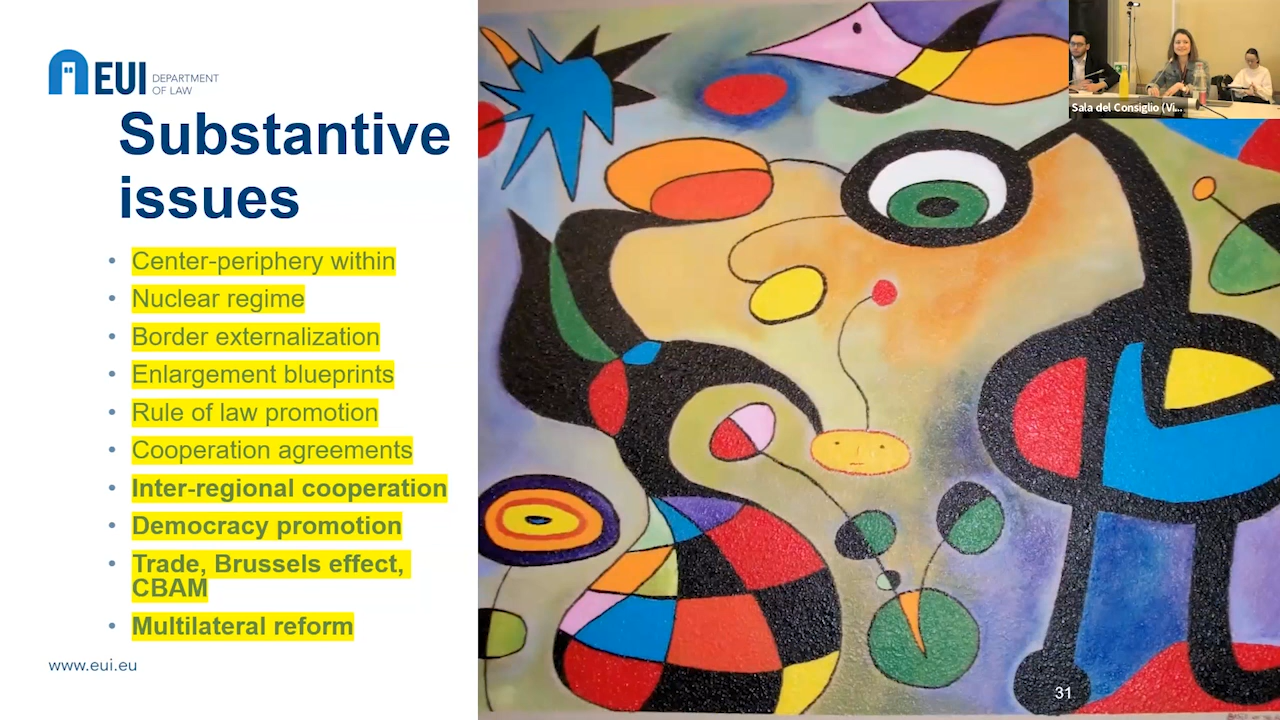 EUI DEPARTMENT
OF LAW
Substantive
issues
• Center-periphery within
• Nuclear regime
• Border externalization
• Enlargement blueprints
• Rule of law promotion
• Cooperation agreements
• Inter-regional cooperation
• Democracy promotion
• Trade, Brussels effect,
CBAM
• Multilateral reform
www.eui.eu
Sala del Consiglio (Vi...
31